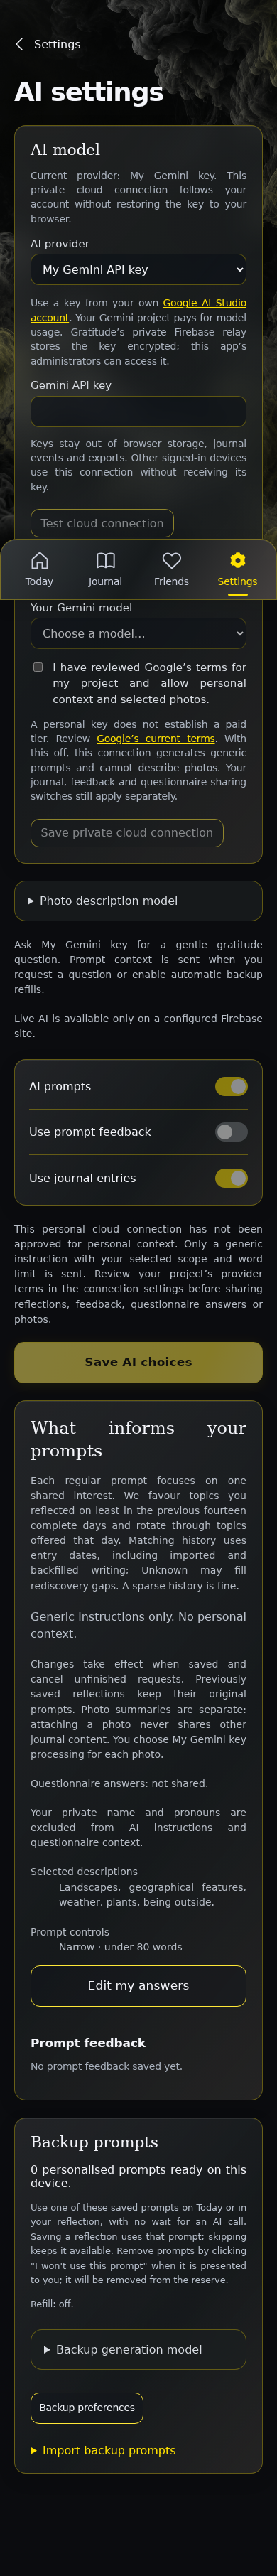 Settings
AI settings
AI model
Current provider: My Gemini key. This
private cloud connection follows your
account without restoring the key to your
browser.
AI provider
My Gemini API key
Use a key from your own Google AI Studio
account. Your Gemini project pays for model
usage. Gratitude’s private Firebase relay
stores the key encrypted; this app’s
administrators can access it.
Gemini API key
Keys stay out of browser storage, journal
events and exports. Other signed-in devices
use this connection without receiving its
key.
Test cloud connection
Today
Journal
Friends
Settings
Your Gemini model
Choose a model...
I have reviewed Google’s terms for
my project and allow personal
context and selected photos.
A personal key does not establish a paid
tier. Review Google’s current terms. With
this off, this connection generates generic
prompts and cannot describe photos. Your
journal, feedback and questionnaire sharing
switches still apply separately.
Save private cloud connection
Photo description model
Ask My Gemini key for a gentle gratitude
question. Prompt context is sent when you
request a question or enable automatic backup
refills.
Live AI is available only on a configured Firebase
site.
AI prompts
Use prompt feedback
Use journal entries
This personal cloud connection has not been
approved for personal context. Only a generic
instruction with your selected scope and word
limit is sent. Review your project’s provider
terms in the connection settings before sharing
reflections, feedback, questionnaire answers or
photos.
Save AI choices
What informs your
prompts
Each regular prompt focuses on one
shared interest. We favour topics you
reflected on least in the previous fourteen
complete days and rotate through topics
offered that day. Matching history uses
entry dates, including imported and
backfilled writing; Unknown may fill
rediscovery gaps. A sparse history is fine.
Generic instructions only. No personal
context.
Changes take effect when saved and
cancel unfinished requests. Previously
saved reflections keep their original
prompts. Photo summaries are separate:
attaching a photo never shares other
journal content. You choose My Gemini key
processing for each photo.
Questionnaire answers: not shared.
Your private name and pronouns are
excluded from AI instructions and
questionnaire context.
Selected descriptions
Landscapes, geographical features,
weather, plants, being outside.
Prompt controls
Narrow · under 80 words
Edit my answers
Prompt feedback
No prompt feedback saved yet.
Backup prompts
0 personalised prompts ready on this
device.
Use one of these saved prompts on Today or in
your reflection, with no wait for an AI call.
Saving a reflection uses that prompt; skipping
keeps it available. Remove prompts by clicking
"I won't use this prompt" when it is presented
to you; it will be removed from the reserve.
Refill: off.
Backup generation model
Backup preferences
Import backup prompts